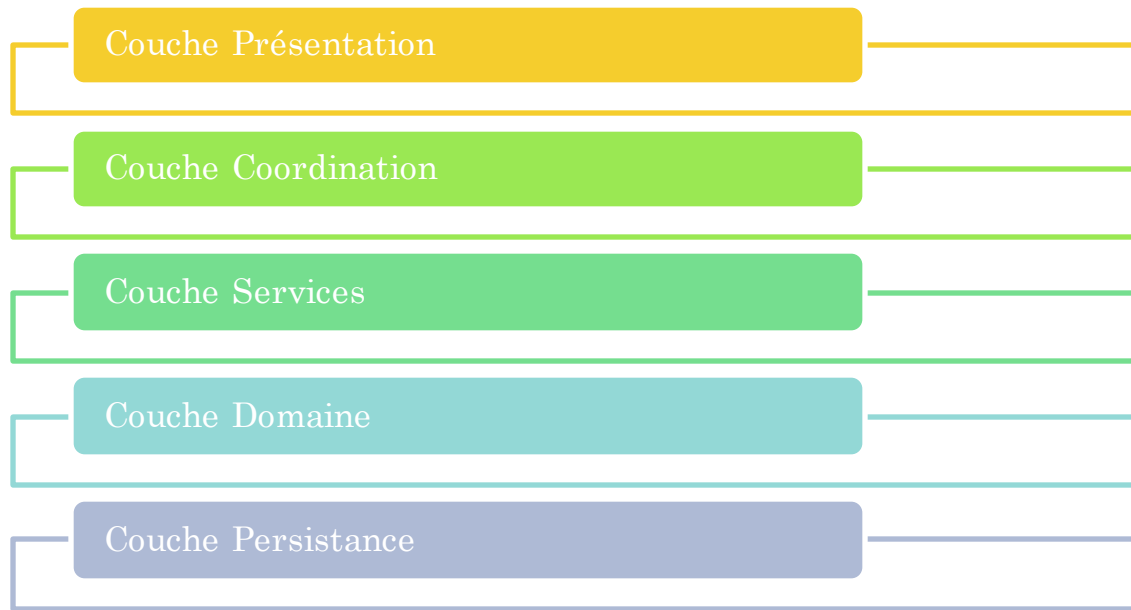 Couche Présentation
Couche Coordination
Couche Services
Couche Domaine
Couche Persistance